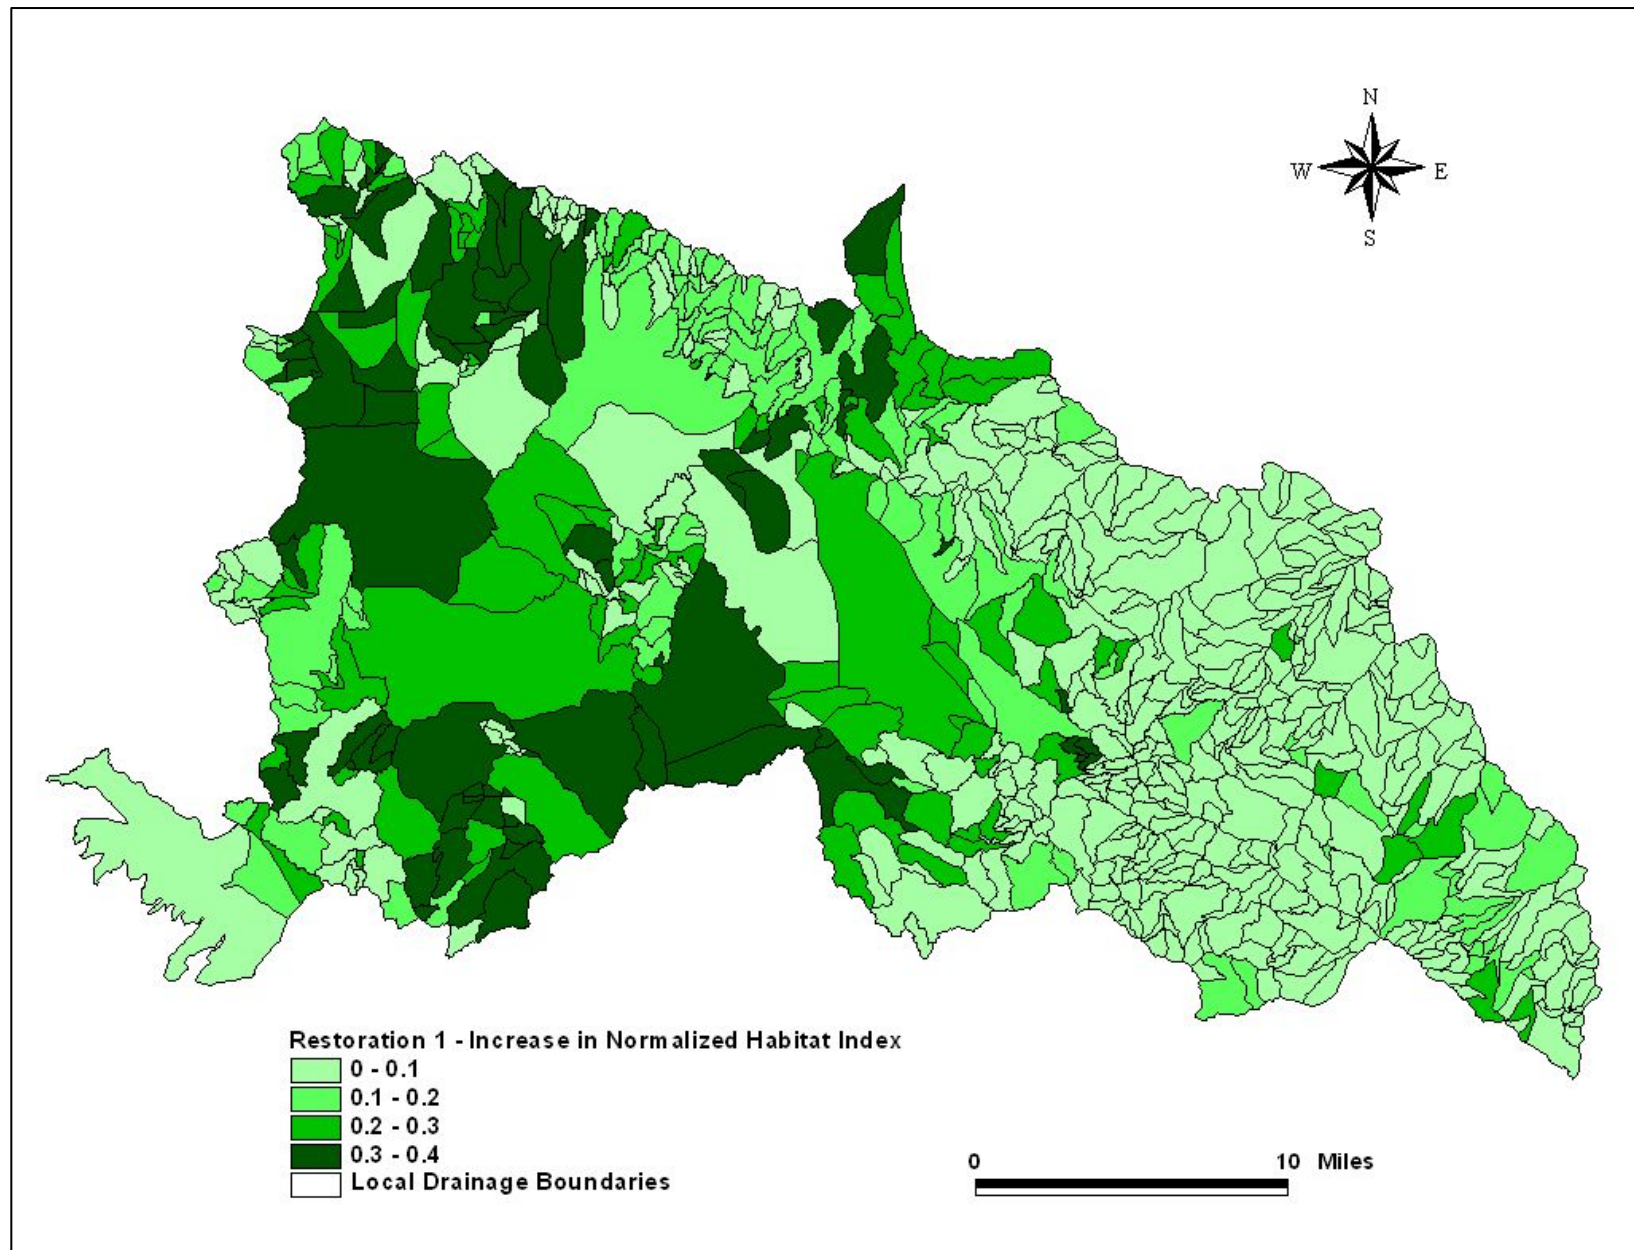 N
W E
S
Restoration 1 - Increase in Normalized Habitat Index
0 - 0.1
0.1 - 0.2
0.2 - 0.3
0.3 - 0.4
Local Drainage Boundaries
0 10 Miles